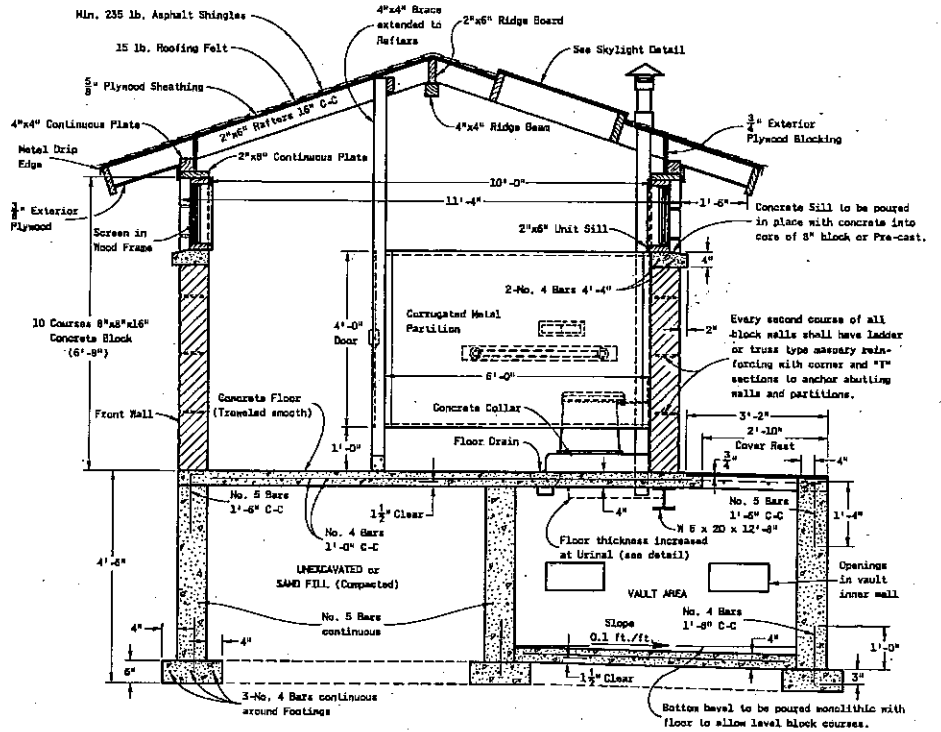 Min. 235 lb. Asphalt Shingles
15 lb. Roofing Felt
5/8" Plywood Sheathing
4"x4" Continuous Plate
Metal Drip
Edge
2"x6" Rafters 16" C-C
4"x4" Brace
extended to
Rafters
2"x6" Ridge Board
See Skylight Detail
4"x4" Ridge Beam
3/4" Exterior
Plywood Blocking
2"x8" Continuous Plate
Exterior
Plywood
Screen in
Wood Frame
10'-0"
11'-4"
1'-6"
2"x6" Unit Sill
Concrete Sill to be poured
in place with concrete into
core of 8" block or Pre-cast.
4"
2-No. 4 Bars 4'-4"
10 Courses 8"x8"x16"
Concrete Block
(6'-8")
4'-0"
Door
Corrugated Metal
Partition
6'-0"
2"
Every second course of all
block walls shall have ladder
or truss type masonry rein-
forcing with corner and "T"
sections to anchor abutting
walls and partitions.
Front Wall
Concrete Floor
(Troweled smooth)
1'-0"
Concrete Collar
Floor Drain
3'-2"
2'-10"
Cover Rest
3/4"
4"
No. 5 Bars
1'-6" C-C
No. 4 Bars
1'-0" C-C
1 1/2" Clear
4"
W 6 x 20 x 12'-8"
No. 5 Bars
1'-6" C-C
1'-4"
Floor thickness increased
at Urinal (see detail)
4'-6"
UNEXCAVATED or
SAND FILL (Compacted)
VAULT AREA
Openings
in vault
inner wall
No. 5 Bars
continuous
No. 4 Bars
1'-6" C-C
Slope
0.1 ft./ft.
4"
4"
4"
1'-0"
6"
3"
1 1/2" Clear
3-No. 4 Bars continuous
around Footings
Bottom bevel to be poured monolithic with
floor to allow level block courses.